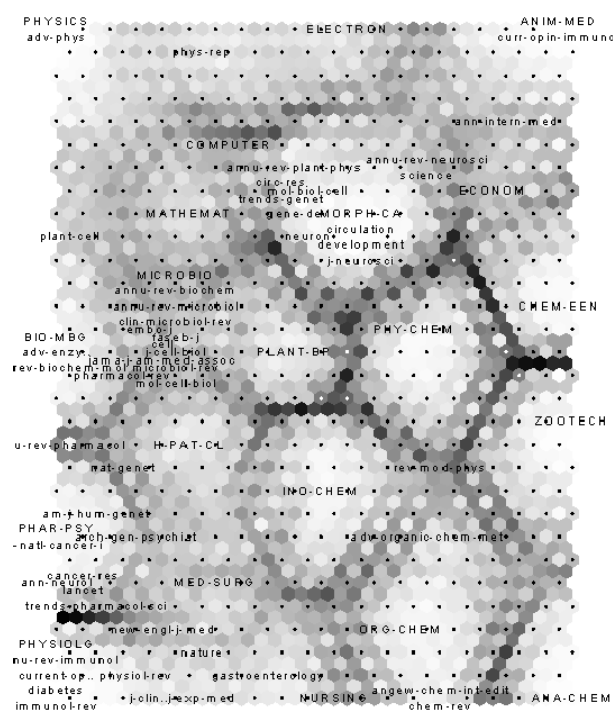 PHYSICS
adv-phys
phys-rep
ELECTRON
ANIM-MED
curr-opin-immuno
ann-intern-med
COMPUTER
annu-rev-plant-phys
annu-rev-neurosci
circ-res
science
mol-biol-cell
ECONOM
trends-genet
MATHEMAT
gene-de
MORPH-CA
circulation
plant-cell
neuron
development
j-neurosci
MICROBIO
annu-rev-biochem
annu-rev-microbiol
CHEM-EEN
clin-microbiol-rev
embo-j
PHY-CHEM
BIO-MBG
faseb-j
cell
adv-enzy
j-cell-biol
PLANT-BP
jama-j-am-med-assoc
rev-biochem-mol
microbiol-rev
pharmacol-rev
mol-cell-biol
ZOOTECH
u-rev-pharmacol
H-PAT-CL
nat-genet
rev-mod-phys
INO-CHEM
am-j-hum-genet
PHAR-PSY
arch-gen-psychiat
adv-organic-chem-met
-natl-cancer-i
cancer-res
ann-neurol
MED-SURG
lancet
trends-pharmacol-sci
new-engl-j-med
ORG-CHEM
PHYSIOLG
nature
nu-rev-immunol
current-op..
physiol-rev
gastroenterology
diabetes
j-clin..
j-exp-med
NURSING
angew-chem-int-edit
ANA-CHEM
immunol-rev
chem-rev